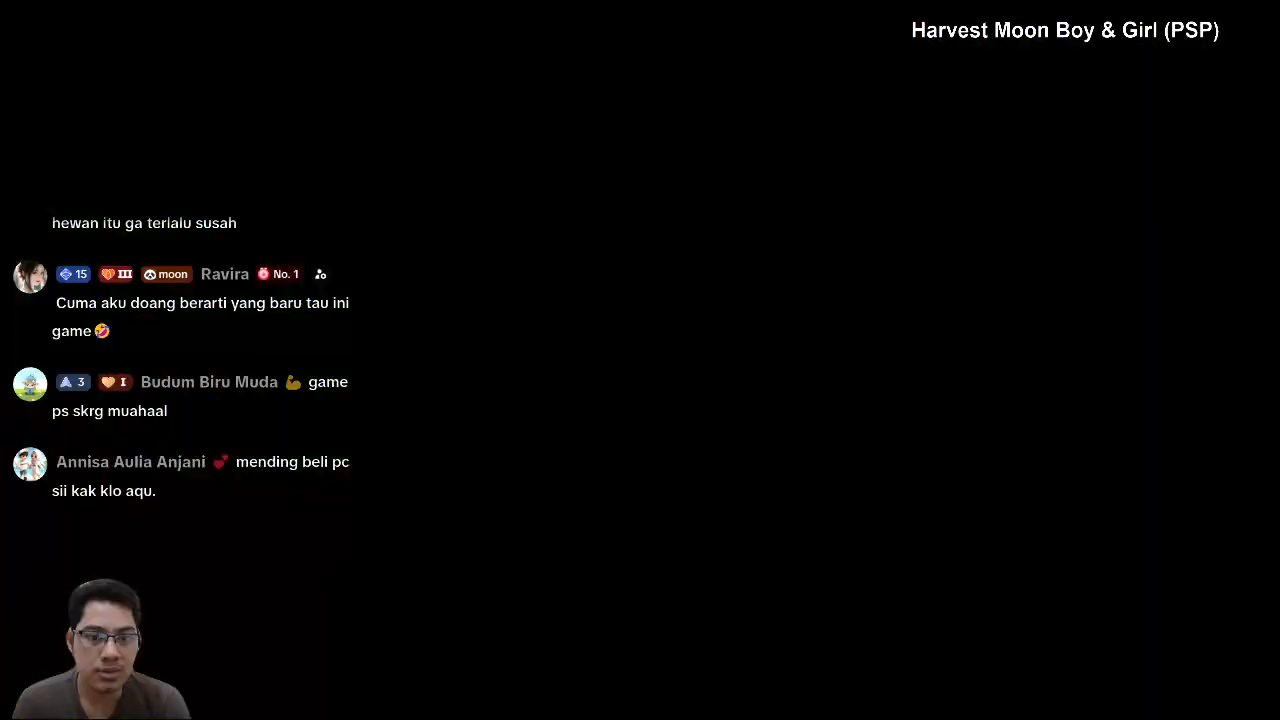 Harvest Moon Boy & Girl (PSP)
hewan itu ga terlalu susah
15 III moon Ravira No. 1
Cuma aku doang berarti yang baru tau ini
game🤣
3 I Budum Biru Muda 💪 game
ps skrg muahaal
Annisa Aulia Anjani 💕 mending beli pc
sii kak klo aqu.